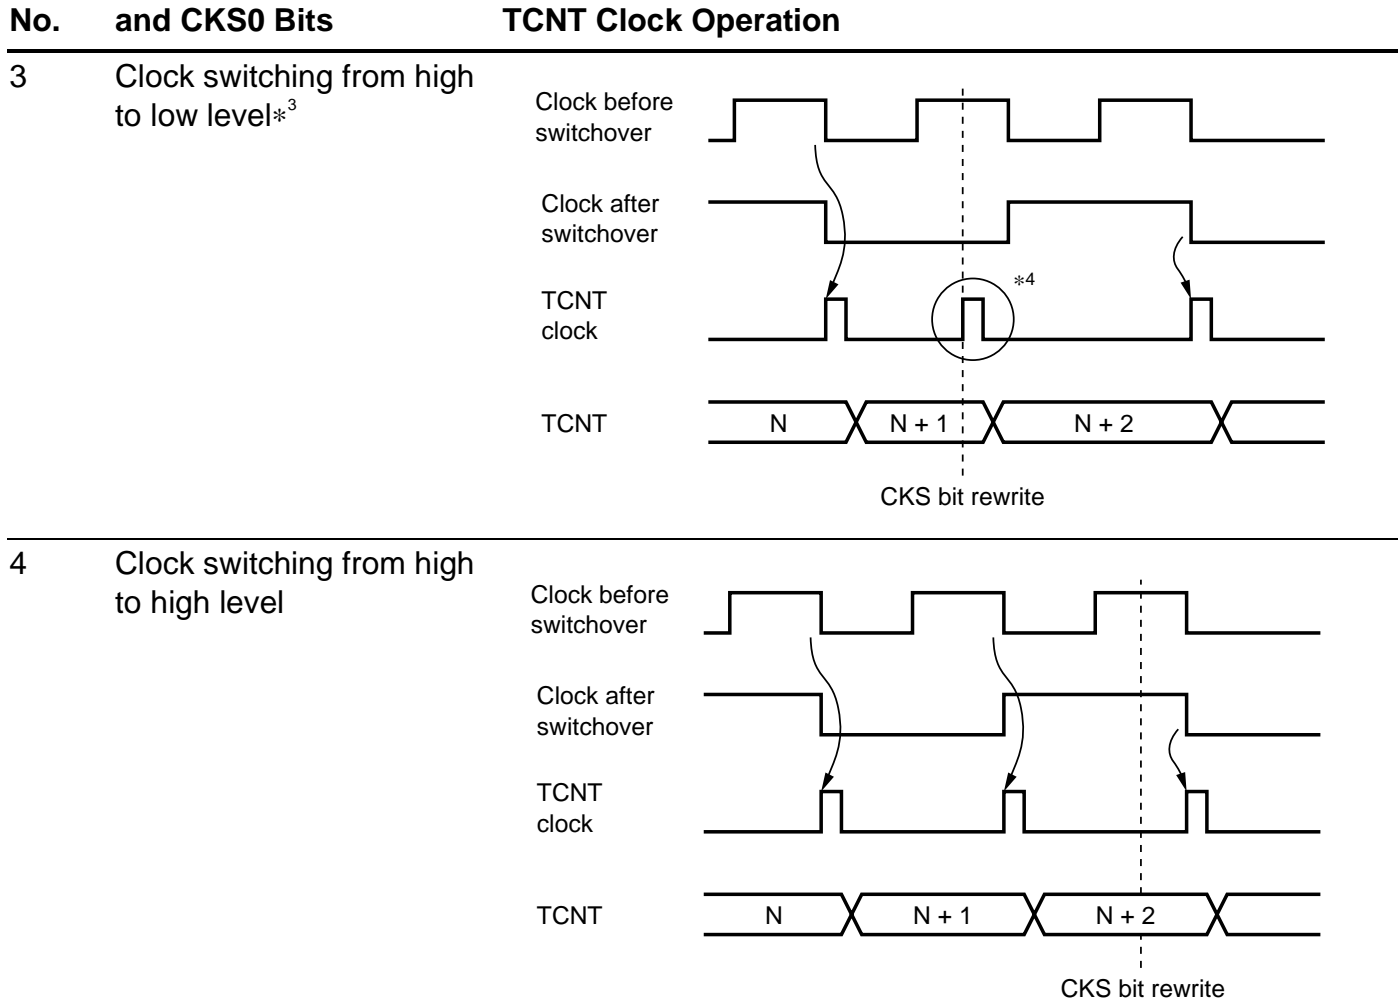 No. and CKS0 Bits TCNT Clock Operation
3 Clock switching from high
to low level*3
Clock before
switchover
Clock after
switchover
*4
TCNT
clock
TCNT N N + 1 N + 2
CKS bit rewrite
4 Clock switching from high
to high level
Clock before
switchover
Clock after
switchover
TCNT
clock
TCNT N N + 1 N + 2
CKS bit rewrite